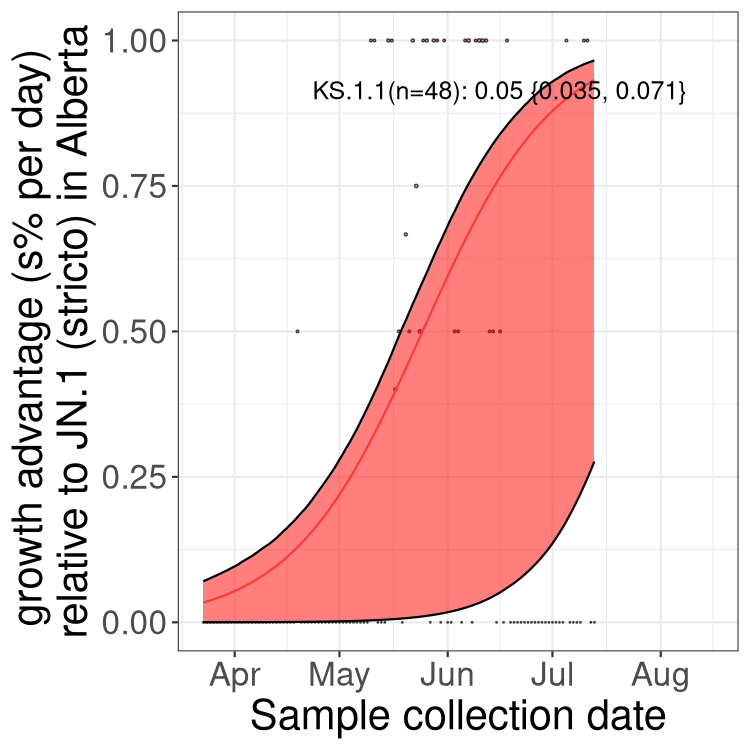 growth advantage (s% per day)
relative to JN.1 (stricto) in Alberta
1.00
0.75
0.50
0.25
0.00
KS.1.1(n=48): 0.05 {0.035, 0.071}
Apr May Jun Jul Aug
Sample collection date